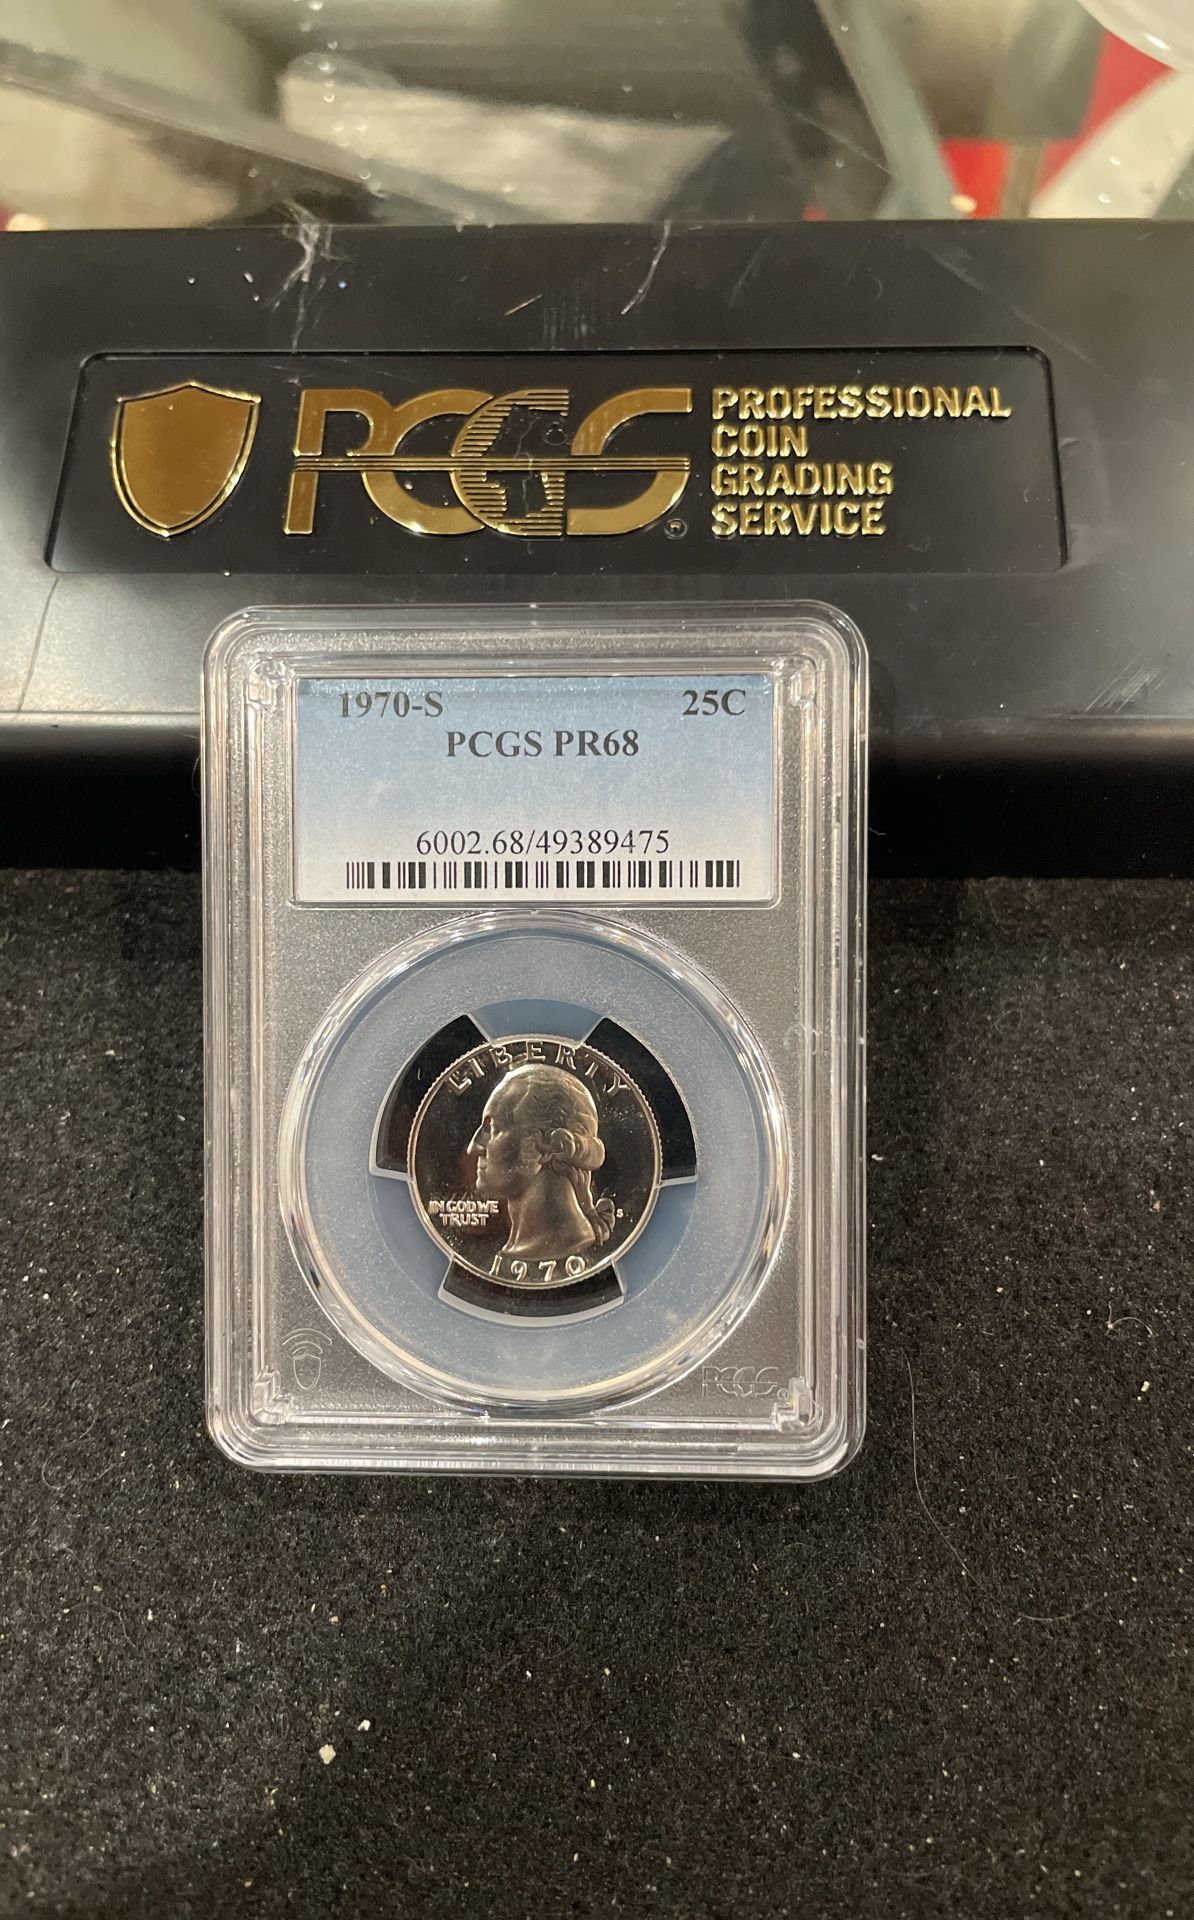 PCGS®
PROFESSIONAL
COIN
GRADING
SERVICE
1970-S 25C
PCGS PR68
6002.68/49389475
LIBERTY
IN GOD WE
TRUST
S
1970
PCGS